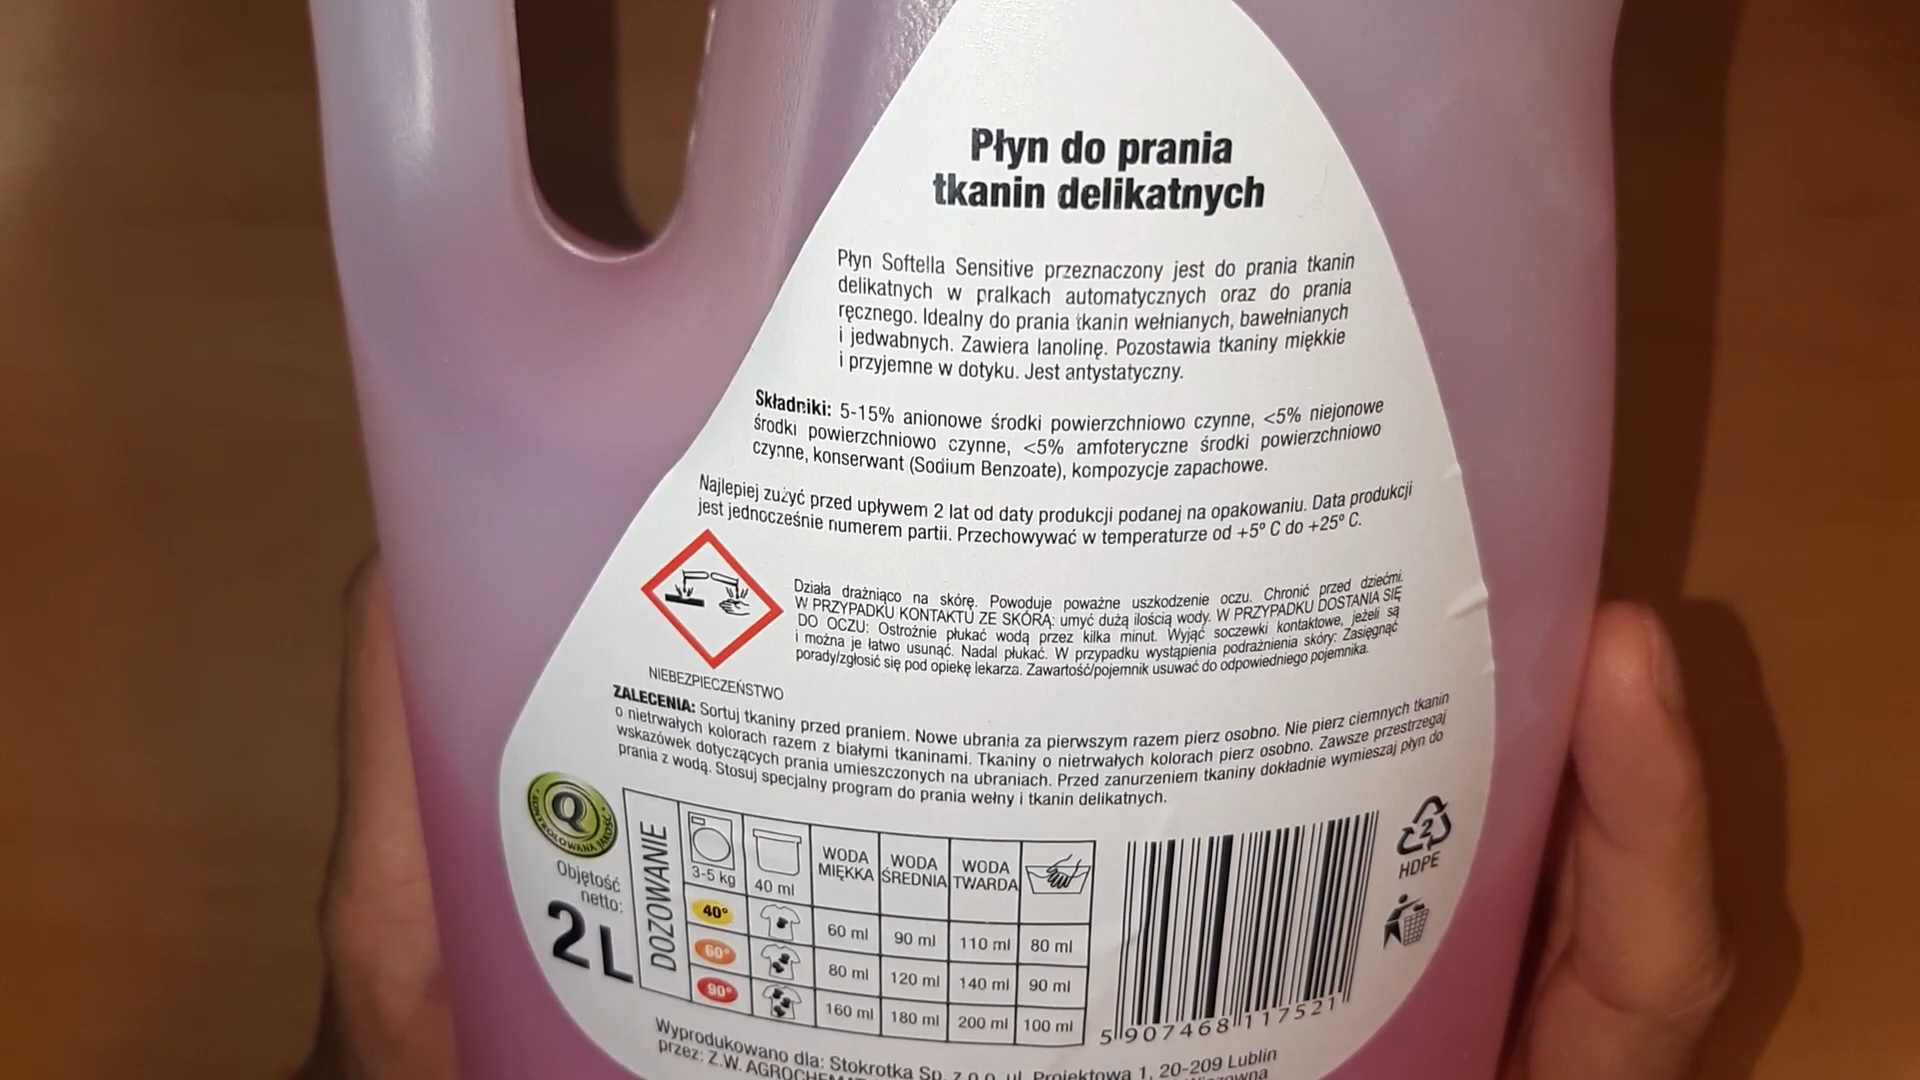 Płyn do prania
tkanin delikatnych
Płyn Softella Sensitive przeznaczony jest do prania tkanin
delikatnych w pralkach automatycznych oraz do prania
ręcznego. Idealny do prania tkanin wełnianych, bawełnianych
i jedwabnych. Zawiera lanolinę. Pozostawia tkaniny miękkie
i przyjemne w dotyku. Jest antystatyczny.
Składniki: 5-15% anionowe środki powierzchniowo czynne, <5% niejonowe
środki powierzchniowo czynne, <5% amfoteryczne środki powierzchniowo
czynne, konserwant (Sodium Benzoate), kompozycje zapachowe.
Najlepiej zużyć przed upływem 2 lat od daty produkcji podanej na opakowaniu. Data produkcji
jest jednocześnie numerem partii. Przechowywać w temperaturze od +5° C do +25° C.
Działa drażniąco na skórę. Powoduje poważne uszkodzenie oczu. Chronić przed dziećmi.
W PRZYPADKU KONTAKTU ZE SKÓRĄ: umyć dużą ilością wody. W PRZYPADKU DOSTANIA SIĘ
DO OCZU: Ostrożnie płukać wodą przez kilka minut. Wyjąć soczewki kontaktowe, jeżeli są
i można je łatwo usunąć. Nadal płukać. W przypadku wystąpienia podrażnienia skóry: Zasięgnąć
porady/zgłosić się pod opiekę lekarza. Zawartość/pojemnik usuwać do odpowiedniego pojemnika.
NIEBEZPIECZEŃSTWO
ZALECENIA: Sortuj tkaniny przed praniem. Nowe ubrania za pierwszym razem pierz osobno. Nie pierz ciemnych tkanin
o nietrwałych kolorach razem z białymi tkaninami. Tkaniny o nietrwałych kolorach pierz osobno. Zawsze przestrzegaj
wskazówek dotyczących prania umieszczonych na ubraniach. Przed zanurzeniem tkaniny dokładnie wymieszaj płyn do
prania z wodą. Stosuj specjalny program do prania wełny i tkanin delikatnych.
Q
KONTROLOWANA JAKOŚĆ
Objętość
netto:
2 L
DOZOWANIE
3-5 kg 40 ml WODA MIĘKKA WODA ŚREDNIA WODA TWARDA
40° 60 ml 90 ml 110 ml 80 ml
60° 80 ml 120 ml 140 ml 90 ml
90° 160 ml 180 ml 200 ml 100 ml
5 907468 117521
2
HDPE
Wyprodukowano dla: Stokrotka Sp. z o.o. ul. Projektowa 1, 20-209 Lublin
przez: Z.W.